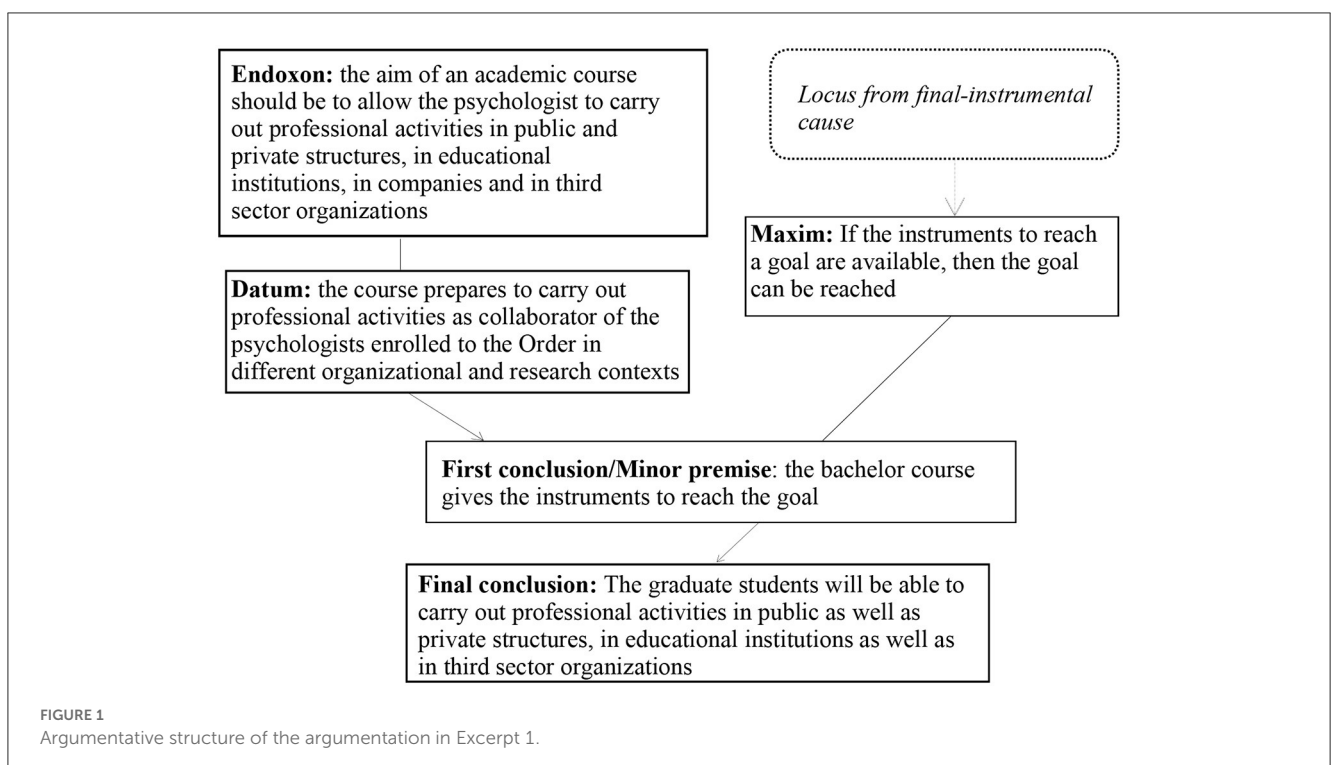 Endoxon: the aim of an academic course
should be to allow the psychologist to carry
out professional activities in public and
private structures, in educational
institutions, in companies and in third
sector organizations
Locus from final-instrumental
cause
Maxim: If the instruments to reach
a goal are available, then the goal
can be reached
Datum: the course prepares to carry out
professional activities as collaborator of the
psychologists enrolled to the Order in
different organizational and research contexts
First conclusion/Minor premise: the bachelor course
gives the instruments to reach the goal
Final conclusion: The graduate students will be able to
carry out professional activities in public as well as
private structures, in educational institutions as well as
in third sector organizations
FIGURE 1
Argumentative structure of the argumentation in Excerpt 1.